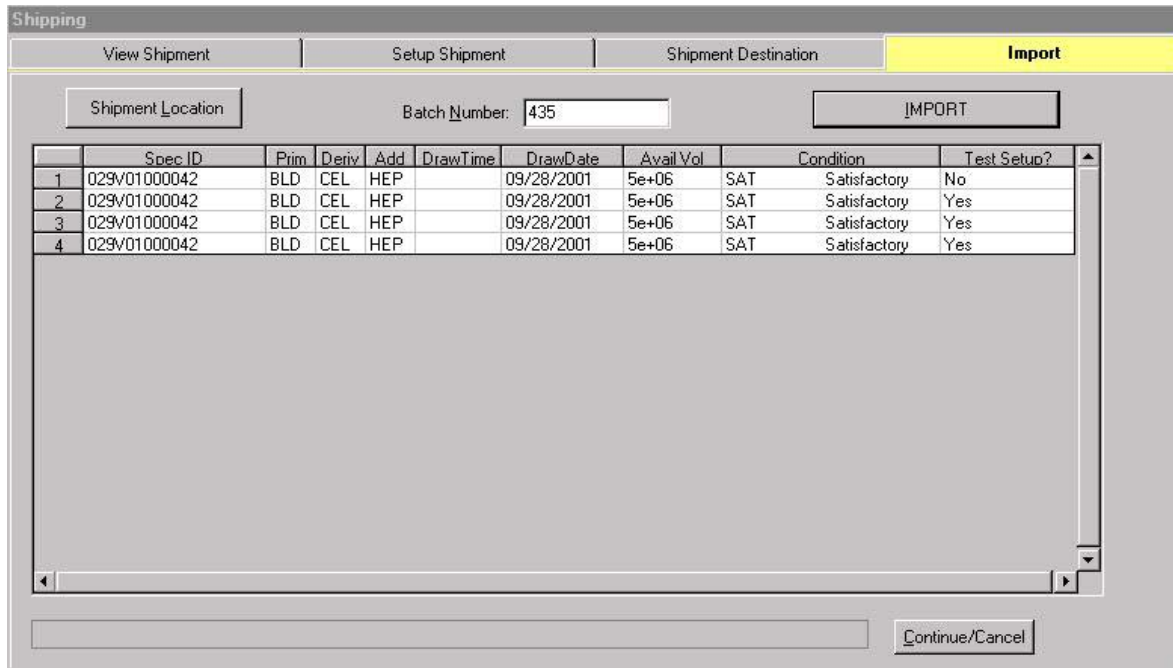 Shipping
View Shipment Setup Shipment Shipment Destination Import
Shipment Location Batch Number: 435 IMPORT
Spec ID Prim Deriv Add DrawTime DrawDate Avail Vol Condition Test Setup?
1 029V01000042 BLD CEL HEP 09/28/2001 5e+06 SAT Satisfactory No
2 029V01000042 BLD CEL HEP 09/28/2001 5e+06 SAT Satisfactory Yes
3 029V01000042 BLD CEL HEP 09/28/2001 5e+06 SAT Satisfactory Yes
4 029V01000042 BLD CEL HEP 09/28/2001 5e+06 SAT Satisfactory Yes
Continue/Cancel